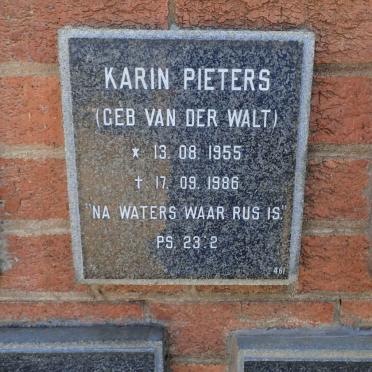 KARIN PIETERS
(GEB VAN DER WALT)
* 13. 08. 1955
† 17. 09. 1986
"NA WATERS WAAR RUS IS."
PS. 23:2
461